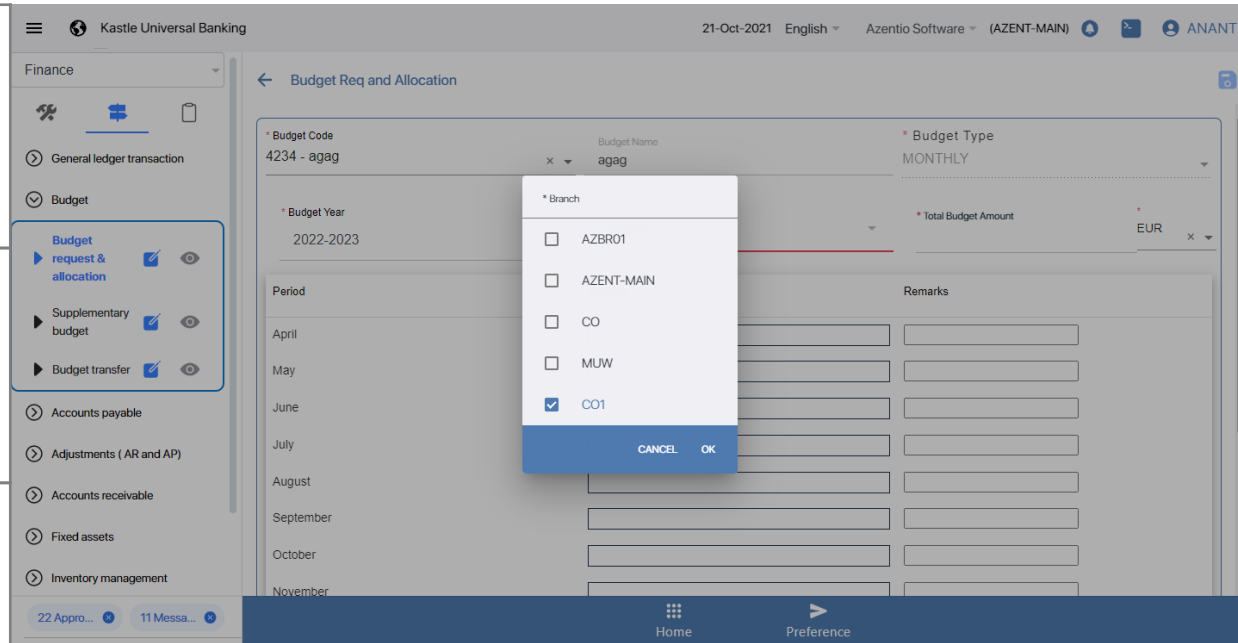 Kastle Universal Banking
21-Oct-2021 English Azentio Software (AZENT-MAIN) ANANT
Finance
Budget Req and Allocation
General ledger transaction
Budget
Budget
request &
allocation
Supplementary
budget
Budget transfer
Accounts payable
Adjustments ( AR and AP)
Accounts receivable
Fixed assets
Inventory management
22 Appro...
11 Messa...
* Budget Code
4234 - agag
Budget Name
agag
* Budget Type
MONTHLY
* Budget Year
2022-2023
* Total Budget Amount
*
EUR
* Branch
AZBR01
AZENT-MAIN
CO
MUW
CO1
CANCEL OK
Period
Remarks
April
May
June
July
August
September
October
November
Home
Preference